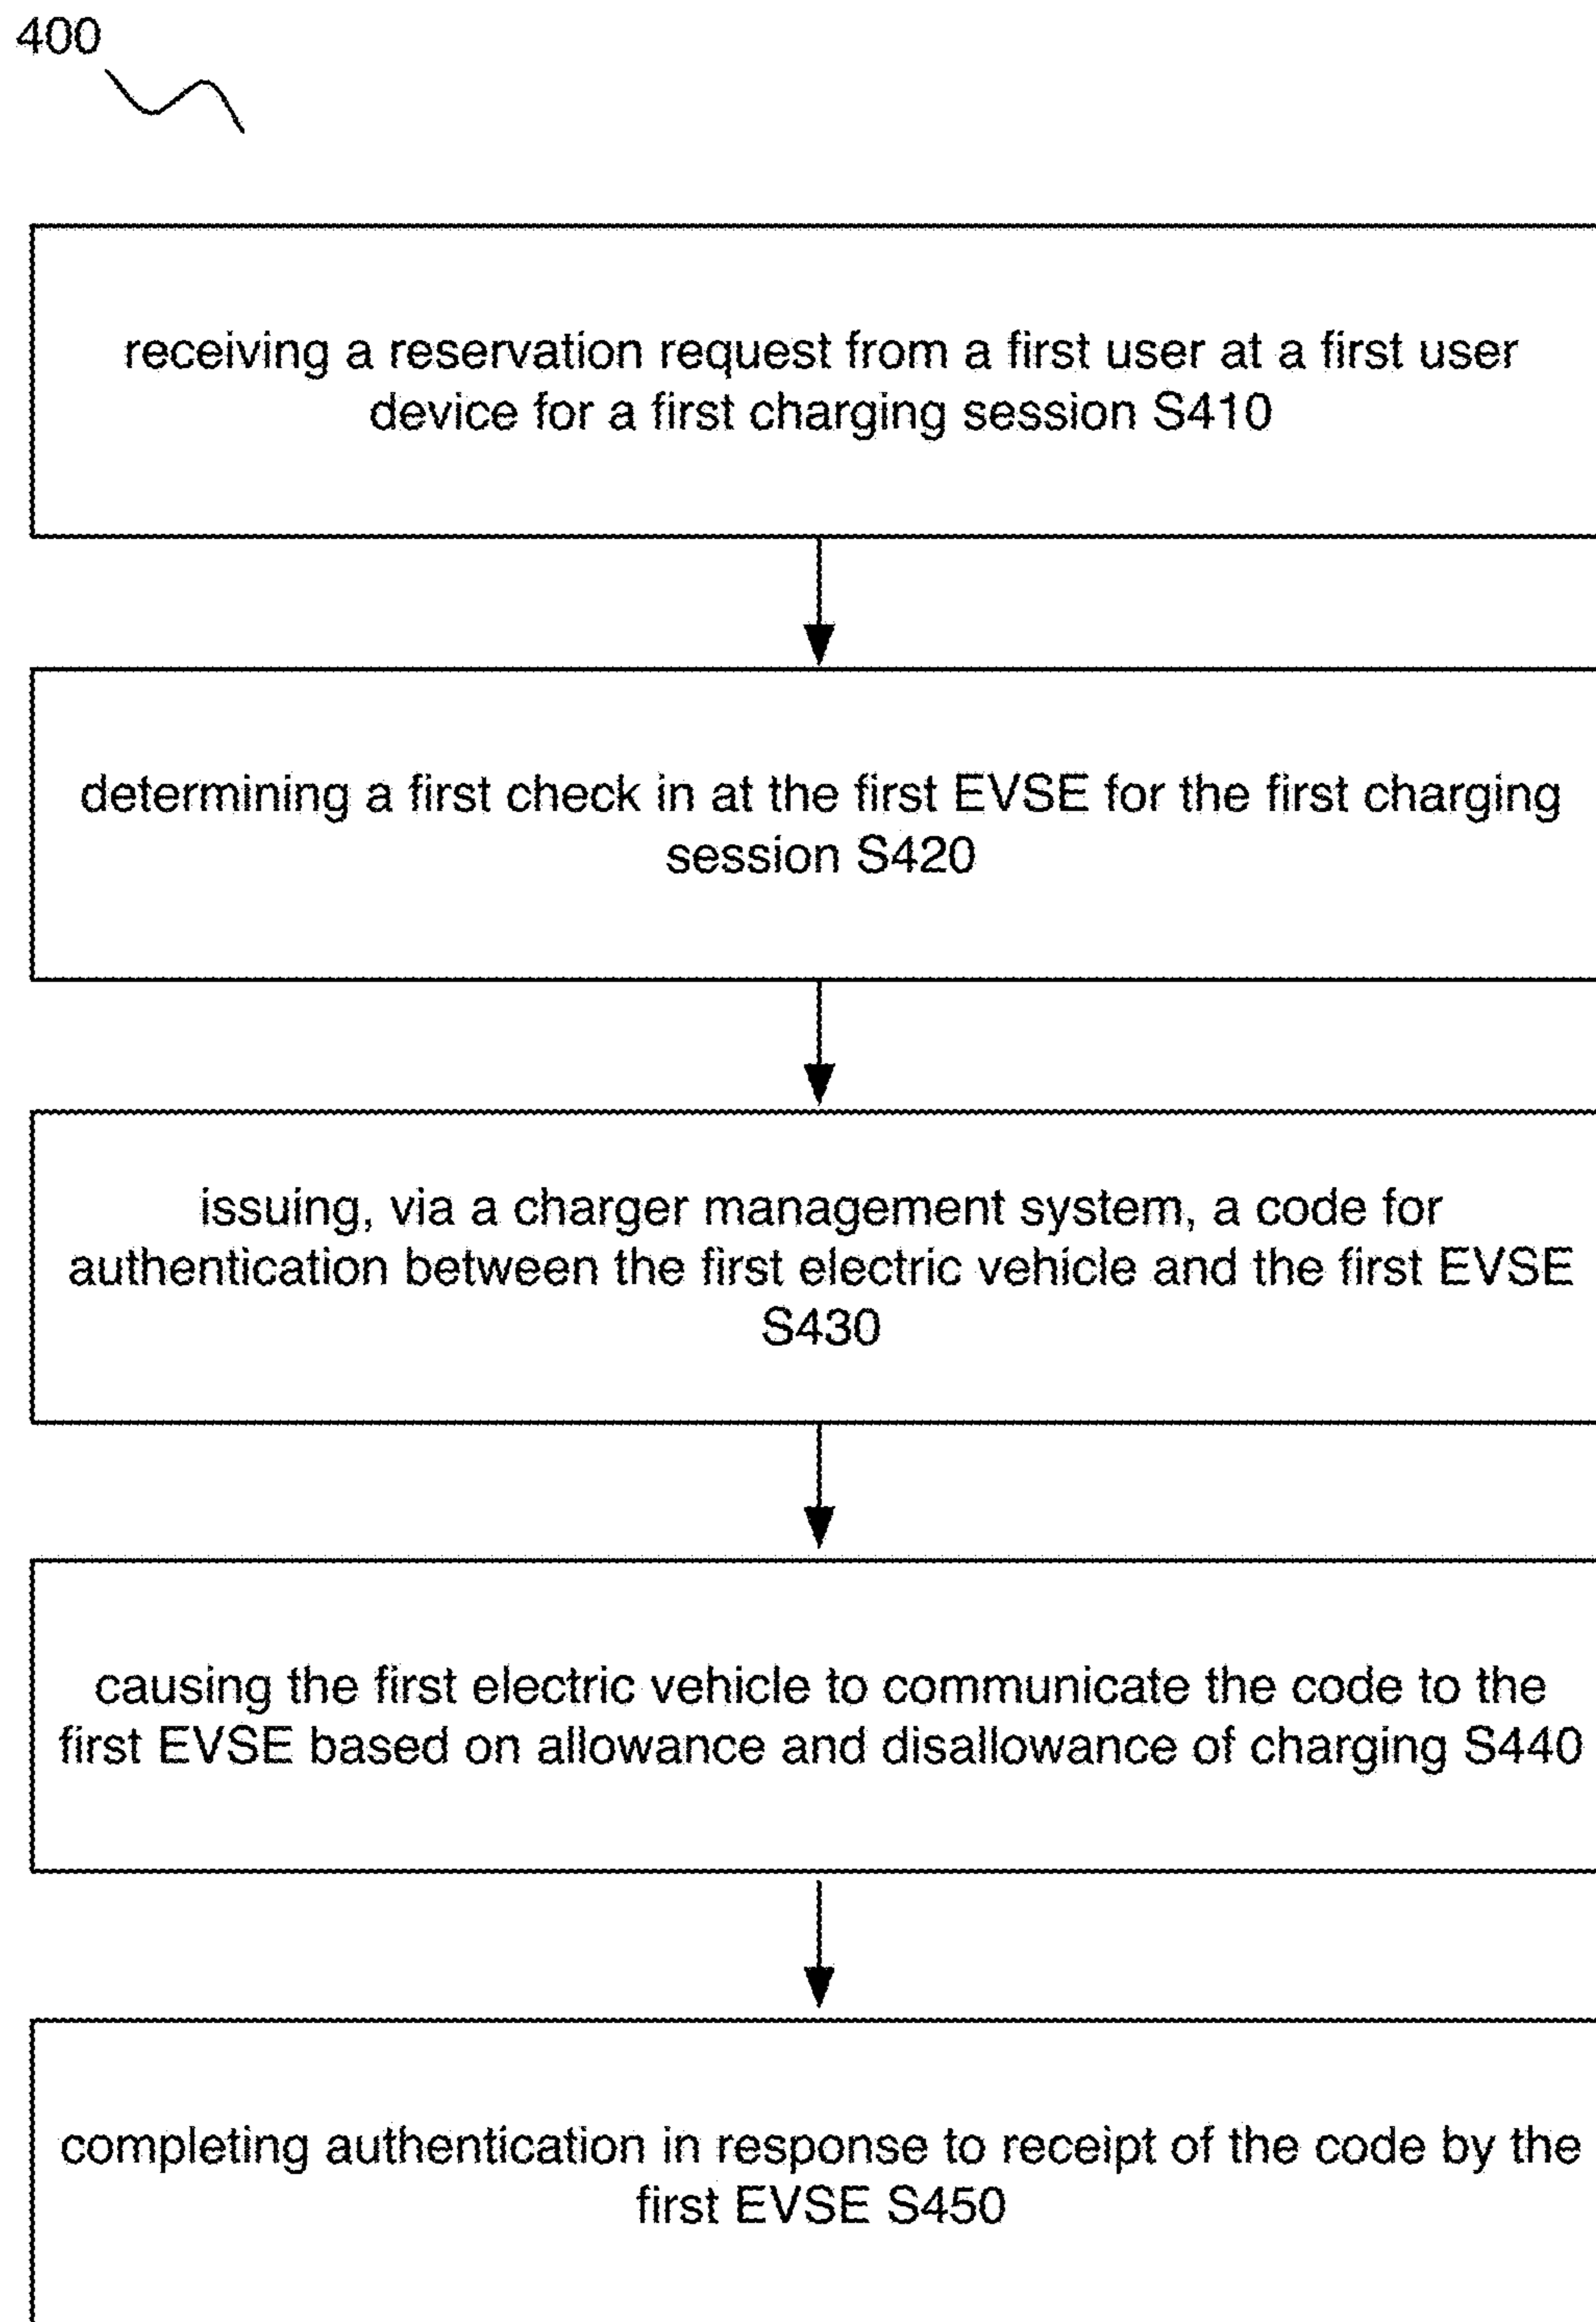 400
receiving a reservation request from a first user at a first user
device for a first charging session S410
determining a first check in at the first EVSE for the first charging
session S420
issuing, via a charger management system, a code for
authentication between the first electric vehicle and the first EVSE
S430
causing the first electric vehicle to communicate the code to the
first EVSE based on allowance and disallowance of charging S440
completing authentication in response to receipt of the code by the
first EVSE S450